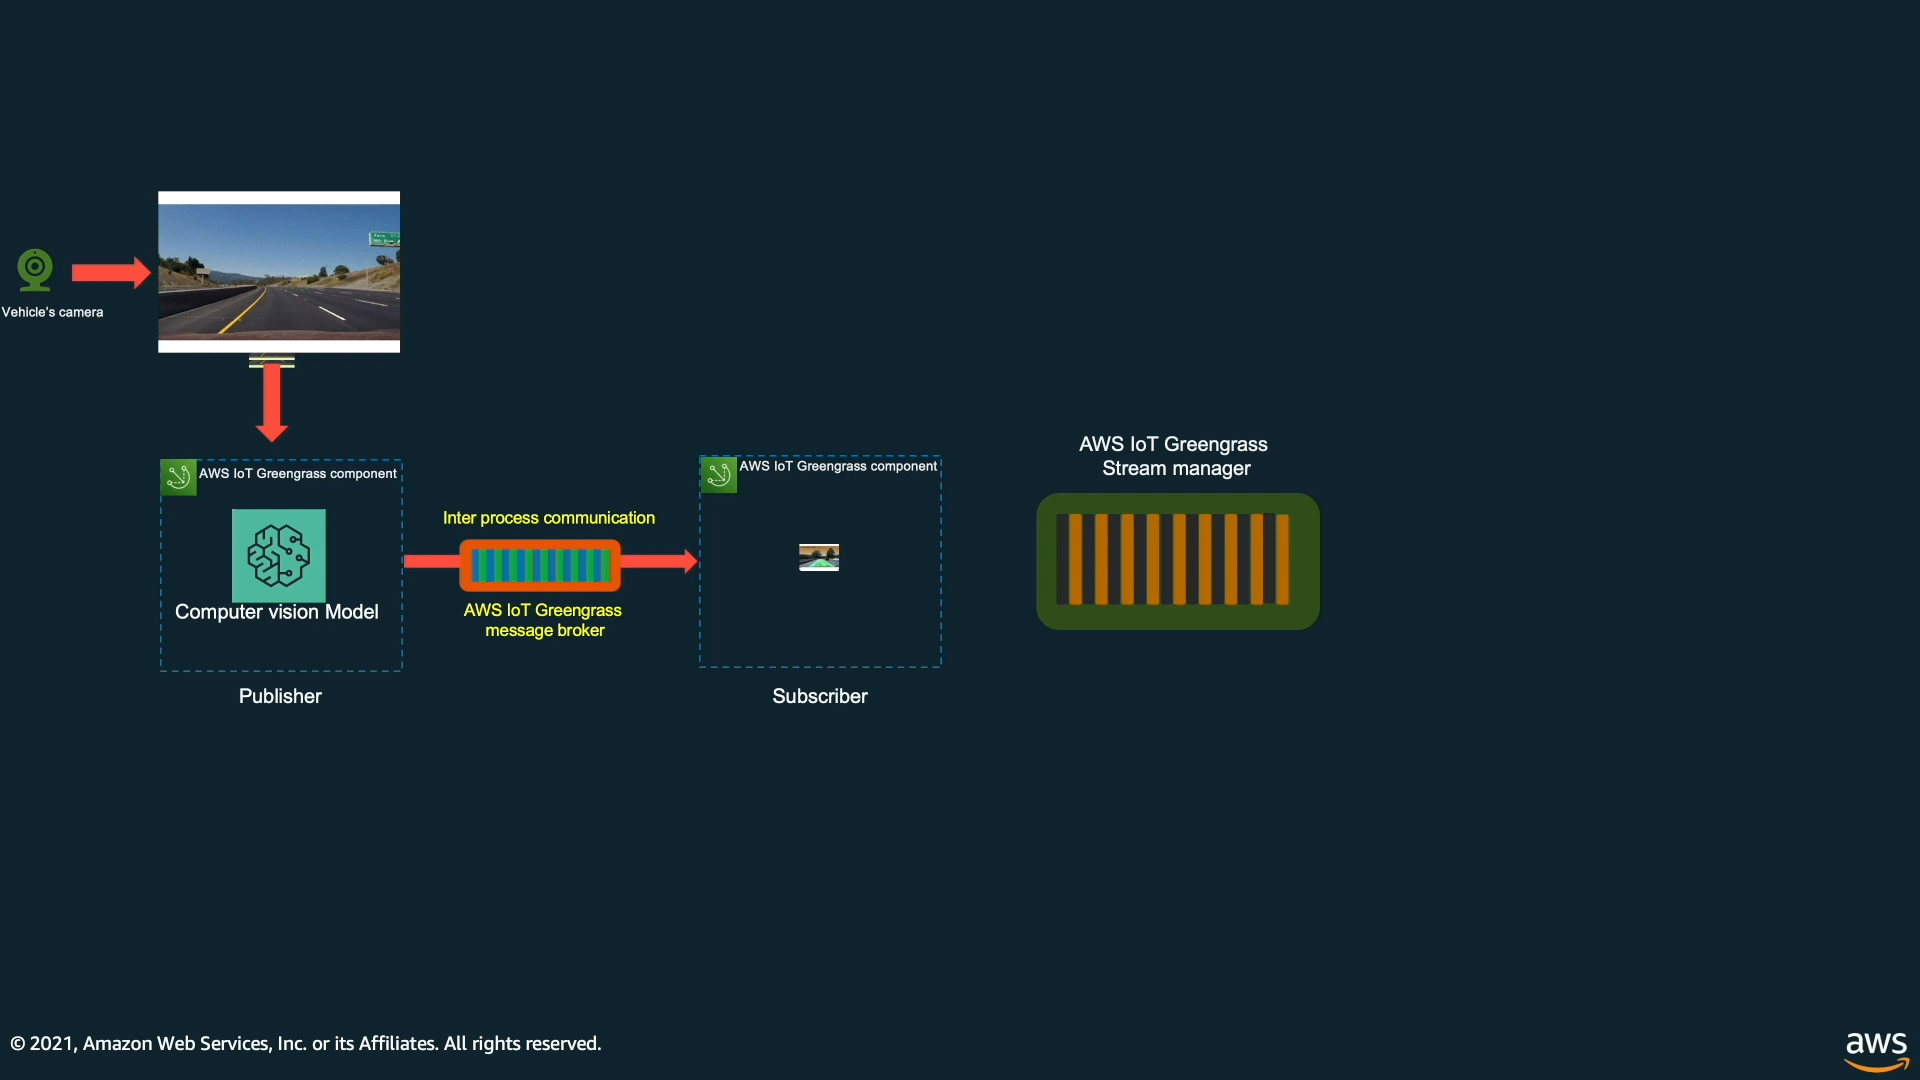 Vehicle's camera
AWS IoT Greengrass component
Computer vision Model
Publisher
Inter process communication
AWS IoT Greengrass
message broker
AWS IoT Greengrass component
Subscriber
AWS IoT Greengrass
Stream manager
© 2021, Amazon Web Services, Inc. or its Affiliates. All rights reserved.
aws